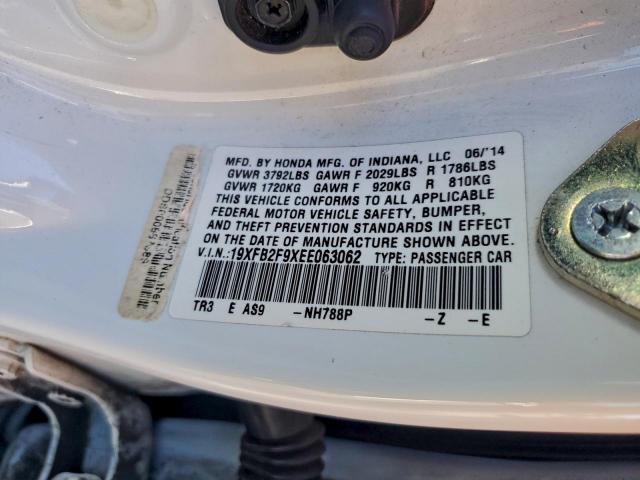 MFD. BY HONDA MFG. OF INDIANA, LLC 06/'14
GVWR 3792LBS GAWR F 2029LBS R 1786LBS
GVWR 1720KG GAWR F 920KG R 810KG
THIS VEHICLE CONFORMS TO ALL APPLICABLE
FEDERAL MOTOR VEHICLE SAFETY, BUMPER,
AND THEFT PREVENTION STANDARDS IN EFFECT
ON THE DATE OF MANUFACTURE SHOWN ABOVE.
V.I.N.: 19XFB2F9XEE063062 TYPE: PASSENGER CAR
TR3 E AS9 -NH788P -Z -E
Number